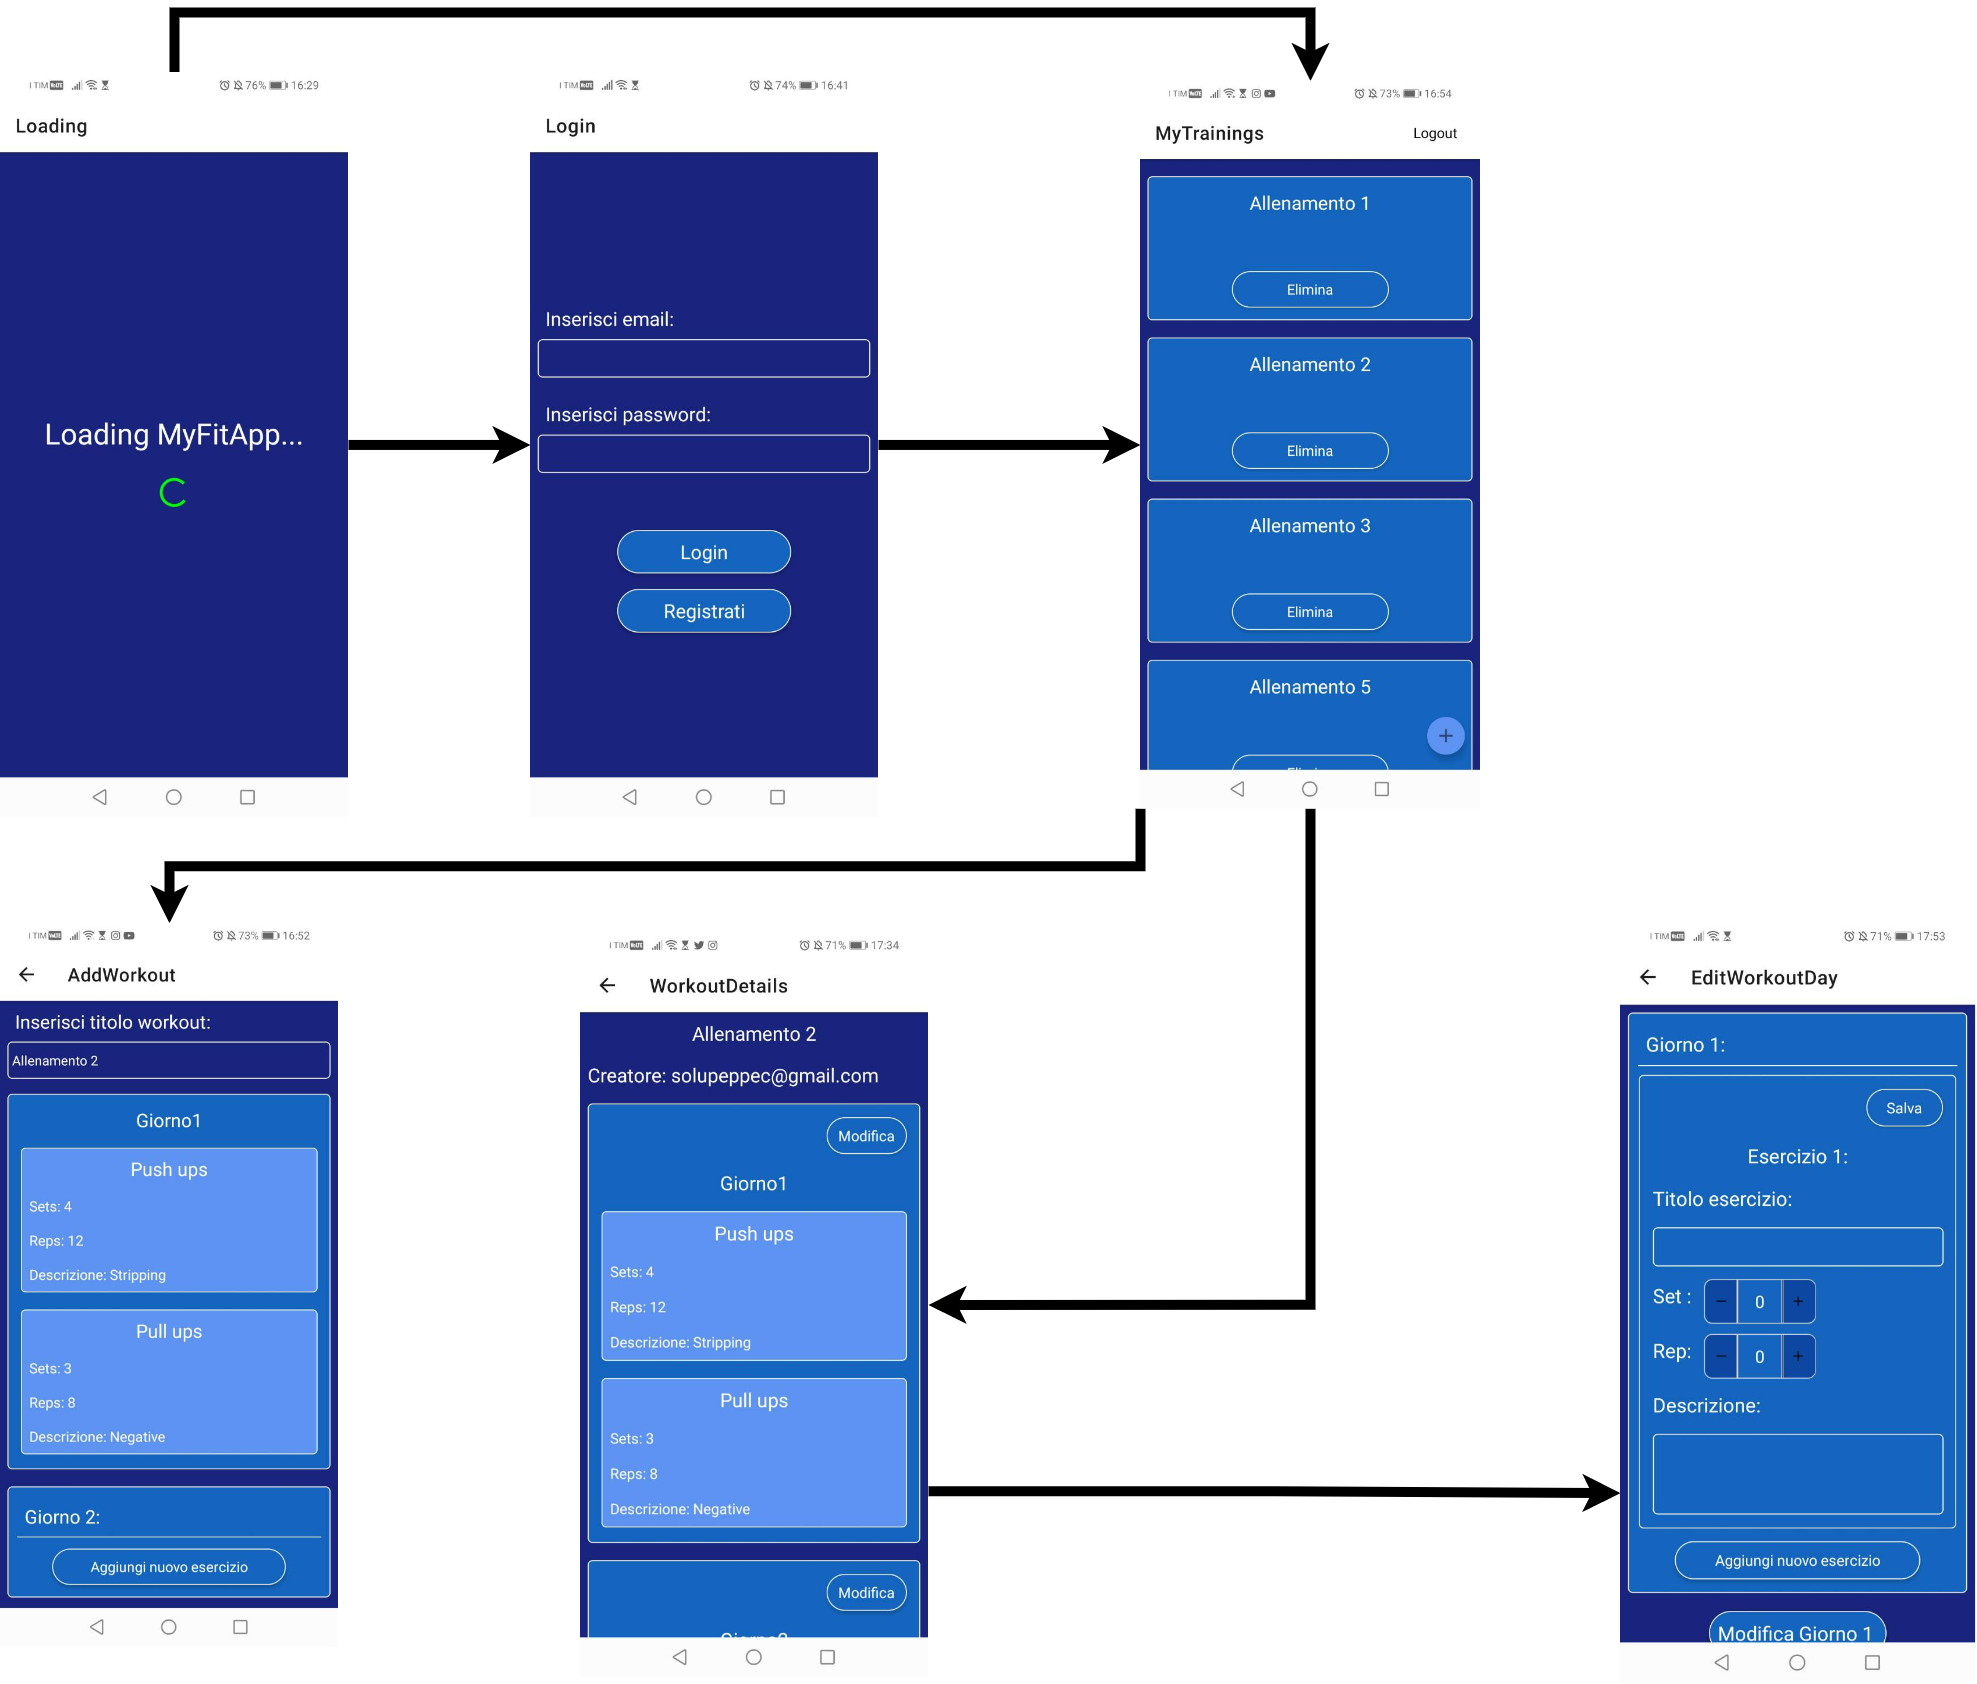 TIM VoLTE 76% 16:29
Loading
Loading MyFitApp...
TIM VoLTE 74% 16:41
Login
Inserisci email:
Inserisci password:
Login
Registrati
TIM VoLTE 73% 16:54
MyTrainings Logout
Allenamento 1
Elimina
Allenamento 2
Elimina
Allenamento 3
Elimina
Allenamento 5
+
TIM VoLTE 73% 16:52
AddWorkout
Inserisci titolo workout:
Allenamento 2
Giorno1
Push ups
Sets: 4
Reps: 12
Descrizione: Stripping
Pull ups
Sets: 3
Reps: 8
Descrizione: Negative
Giorno 2:
Aggiungi nuovo esercizio
TIM VoLTE 71% 17:34
WorkoutDetails
Allenamento 2
Creatore: solupeppec@gmail.com
Modifica
Giorno1
Push ups
Sets: 4
Reps: 12
Descrizione: Stripping
Pull ups
Sets: 3
Reps: 8
Descrizione: Negative
Modifica
TIM VoLTE 71% 17:53
EditWorkoutDay
Giorno 1:
Salva
Esercizio 1:
Titolo esercizio:
Set : − 0 +
Rep: − 0 +
Descrizione:
Aggiungi nuovo esercizio
Modifica Giorno 1